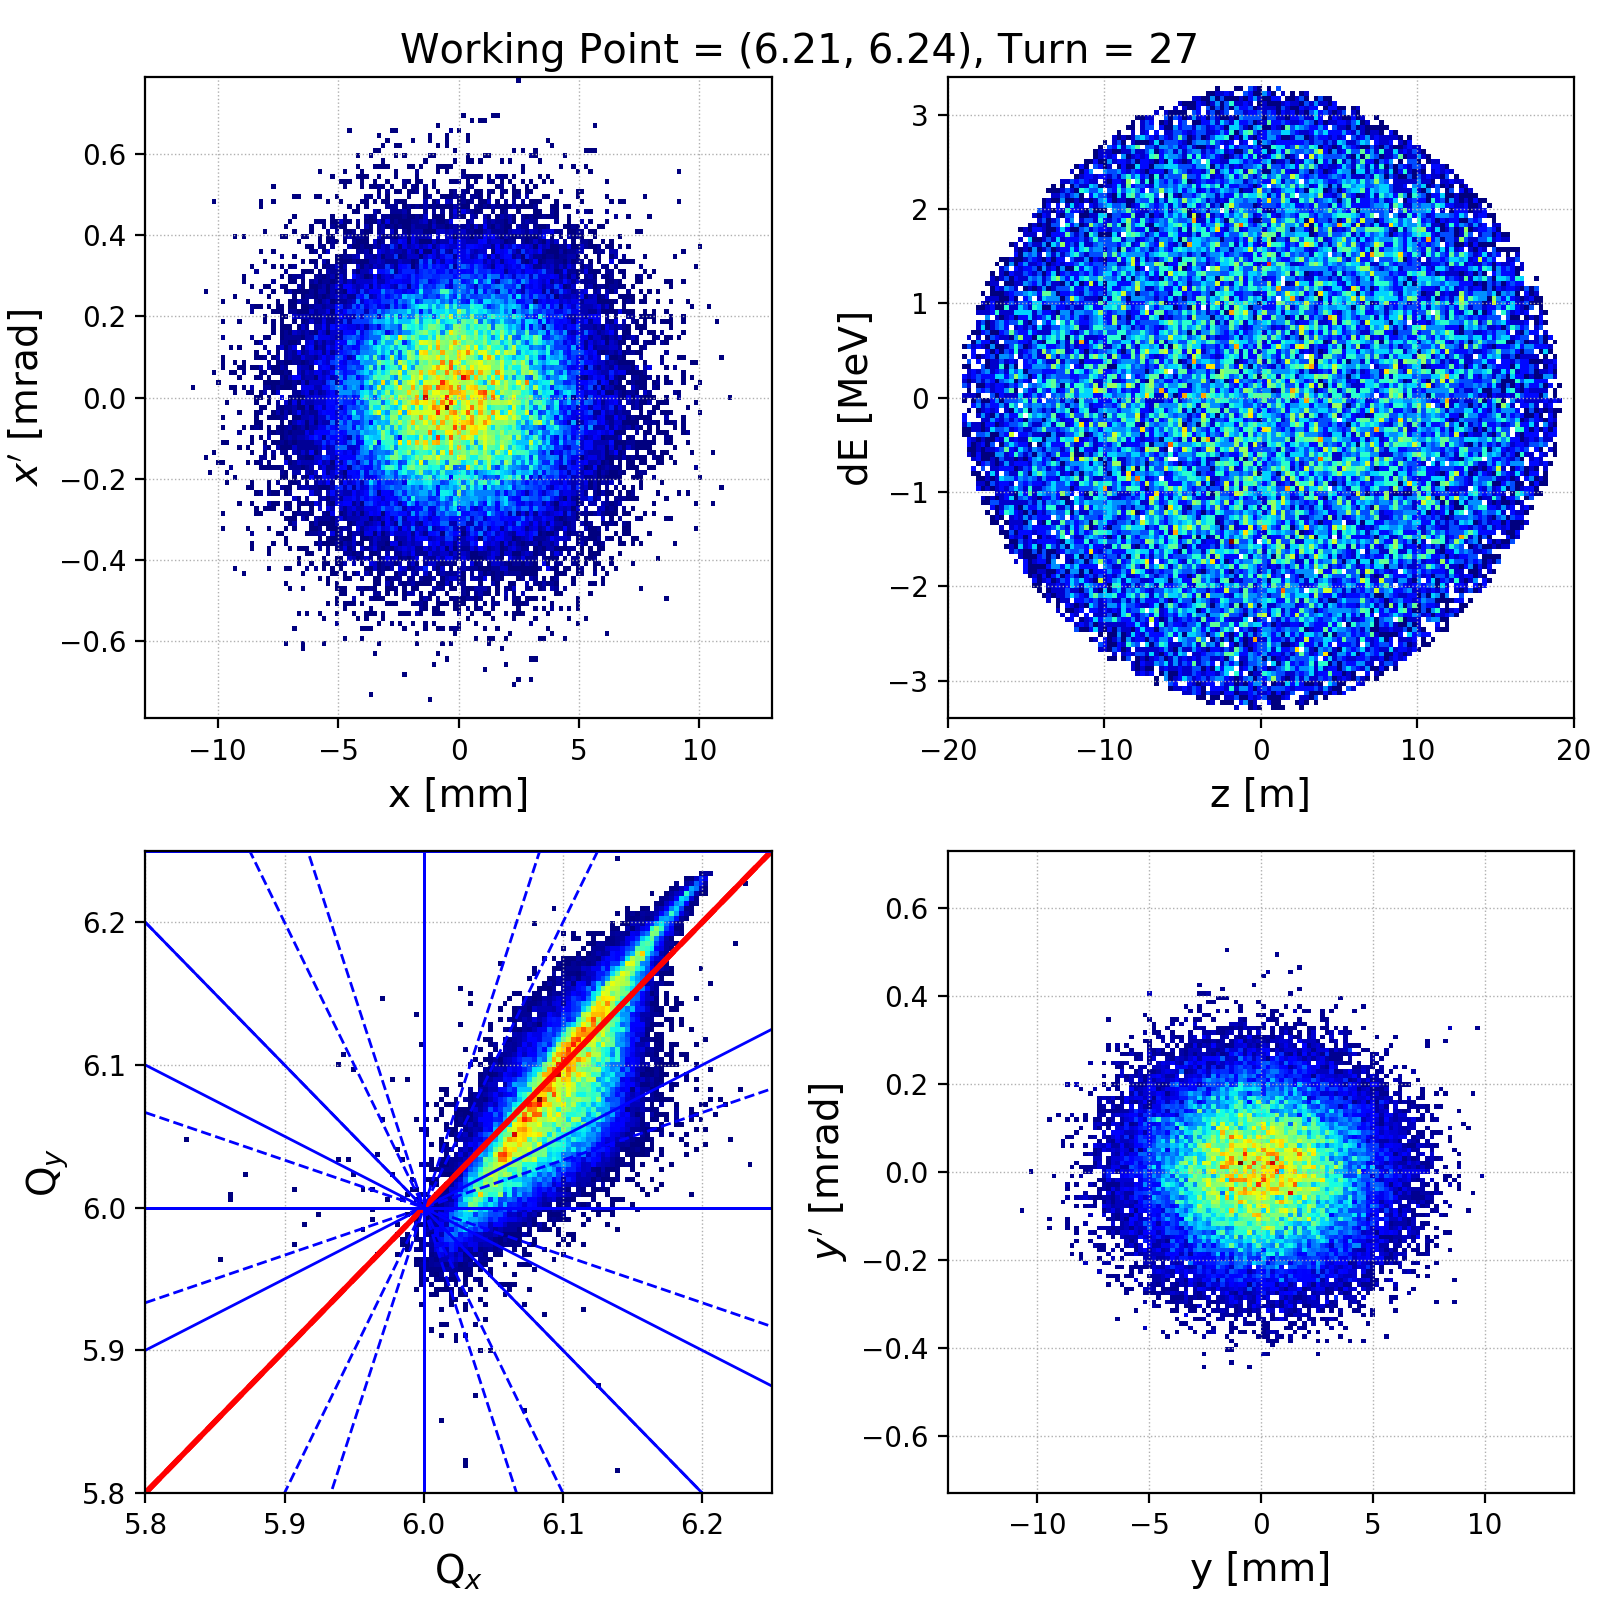 Working Point = (6.21, 6.24), Turn = 27
0.6
0.4
0.2
0.0
−0.2
−0.4
−0.6
x′ [mrad]
−10 −5 0 5 10
x [mm]
3
2
1
0
−1
−2
−3
dE [MeV]
−20 −10 0 10 20
z [m]
6.2
6.1
6.0
5.9
5.8
Qy
5.8 5.9 6.0 6.1 6.2
Qx
0.6
0.4
0.2
0.0
−0.2
−0.4
−0.6
y′ [mrad]
−10 −5 0 5 10
y [mm]